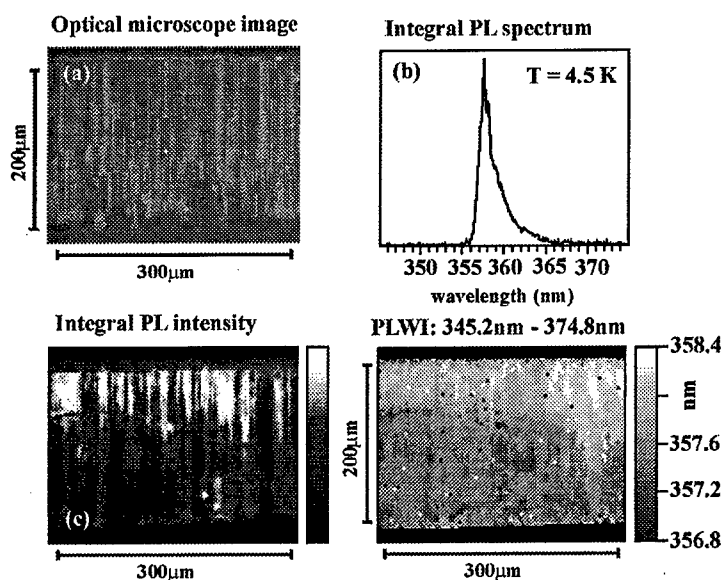 Optical microscope image
(a)
200μm
300μm
Integral PL spectrum
(b)
T = 4.5 K
350 355 360 365 370
wavelength (nm)
Integral PL intensity
(c)
300μm
PLWI: 345.2nm - 374.8nm
200μm
300μm
358.4
nm
357.6
357.2
356.8